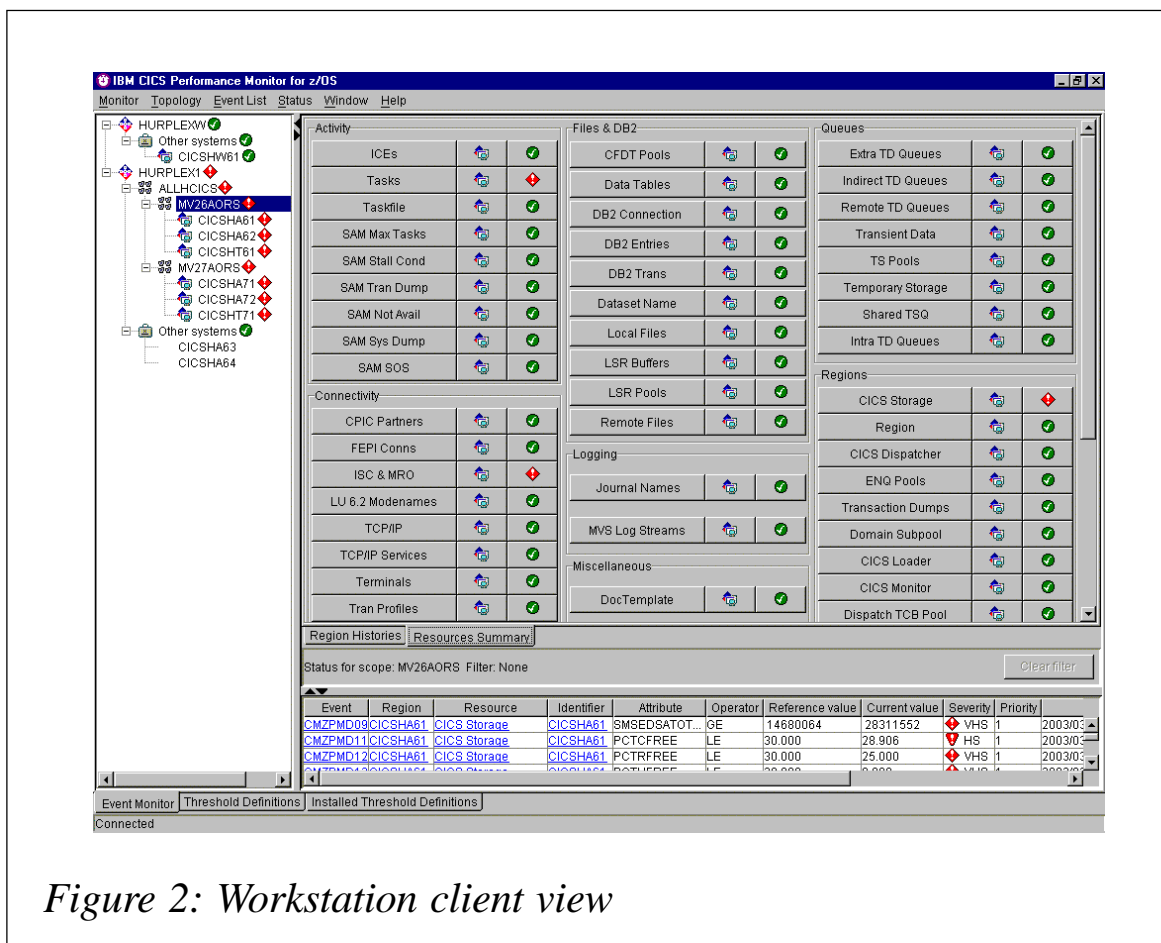 IBM CICS Performance Monitor for z/OS
Monitor Topology Event List Status Window Help
HURPLEXW
Other systems
CICSHW61
HURPLEX1
ALLHCICS
MV26AORS
CICSHA61
CICSHA62
CICSHT61
MV27AORS
CICSHA71
CICSHA72
CICSHT71
Other systems
CICSHA63
CICSHA64
Activity
ICEs
Tasks
Taskfile
SAM Max Tasks
SAM Stall Cond
SAM Tran Dump
SAM Not Avail
SAM Sys Dump
SAM SOS
Connectivity
CPIC Partners
FEPI Conns
ISC & MRO
LU 6.2 Modenames
TCP/IP
TCP/IP Services
Terminals
Tran Profiles
Files & DB2
CFDT Pools
Data Tables
DB2 Connection
DB2 Entries
DB2 Trans
Dataset Name
Local Files
LSR Buffers
LSR Pools
Remote Files
Logging
Journal Names
MVS Log Streams
Miscellaneous
DocTemplate
Queues
Extra TD Queues
Indirect TD Queues
Remote TD Queues
Transient Data
TS Pools
Temporary Storage
Shared TSQ
Intra TD Queues
Regions
CICS Storage
Region
CICS Dispatcher
ENQ Pools
Transaction Dumps
Domain Subpool
CICS Loader
CICS Monitor
Dispatch TCB Pool
Region Histories Resources Summary
Status for scope: MV26AORS Filter: None Clear filter
Event Region Resource Identifier Attribute Operator Reference value Current value Severity Priority
CMZPMD09 CICSHA61 CICS Storage CICSHA61 SMSEDSATOT... GE 14680064 28311552 VHS 1 2003/03
CMZPMD11 CICSHA61 CICS Storage CICSHA61 PCTCFREE LE 30.000 28.906 HS 1 2003/03
CMZPMD12 CICSHA61 CICS Storage CICSHA61 PCTRFREE LE 30.000 25.000 VHS 1 2003/03
Event Monitor Threshold Definitions Installed Threshold Definitions
Connected
Figure 2: Workstation client view